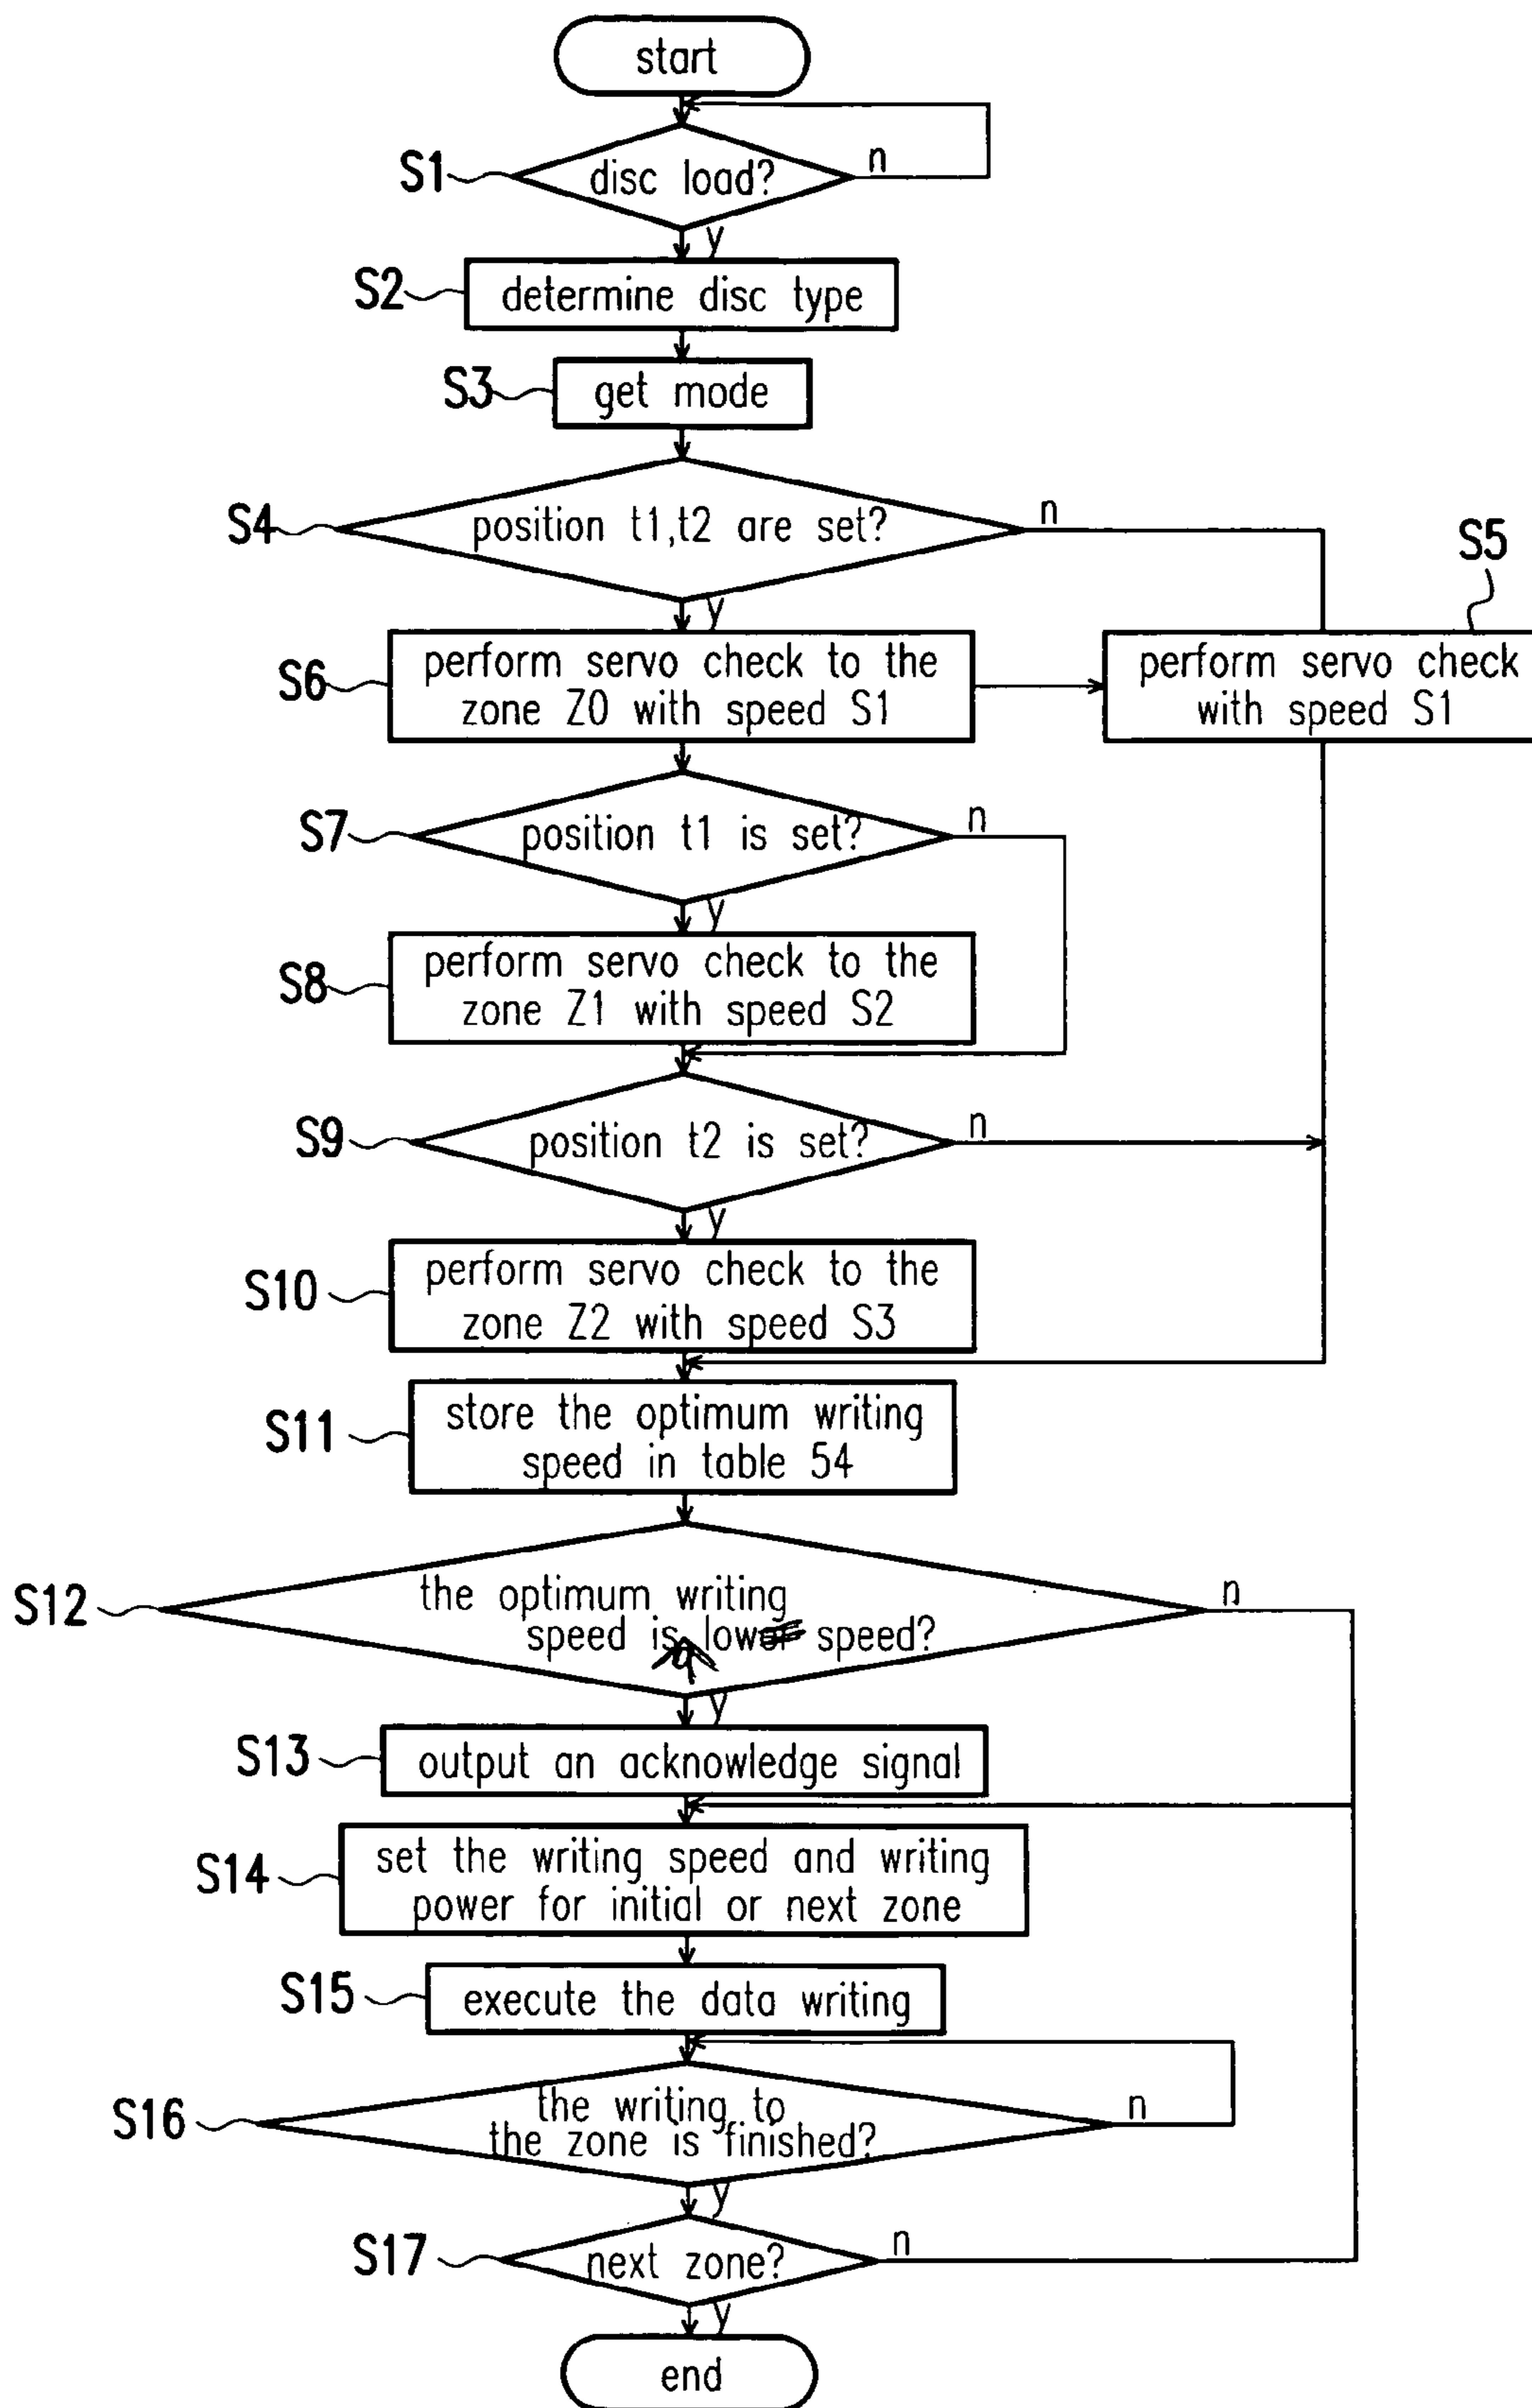 start
S1
disc load?
n
y
S2
determine disc type
S3
get mode
S4
position t1,t2 are set?
n
y
S5
perform servo check
with speed S1
S6
perform servo check to the
zone Z0 with speed S1
S7
position t1 is set?
n
y
S8
perform servo check to the
zone Z1 with speed S2
S9
position t2 is set?
n
y
S10
perform servo check to the
zone Z2 with speed S3
S11
store the optimum writing
speed in table 54
S12
the optimum writing
speed is a low speed?
n
y
S13
output an acknowledge signal
S14
set the writing speed and writing
power for initial or next zone
S15
execute the data writing
S16
the writing to
the zone is finished?
n
y
S17
next zone?
n
y
end